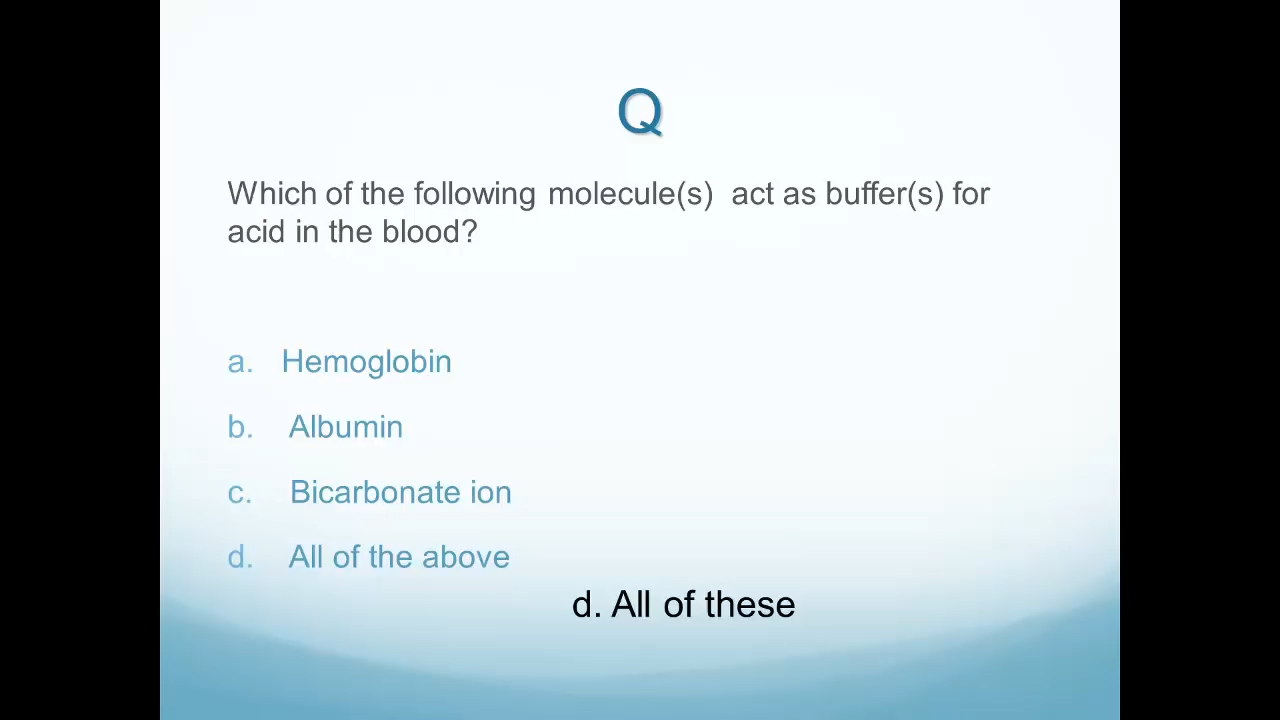 Q
Which of the following molecule(s)  act as buffer(s) for
acid in the blood?
a. Hemoglobin
b. Albumin
c. Bicarbonate ion
d. All of the above
d. All of these